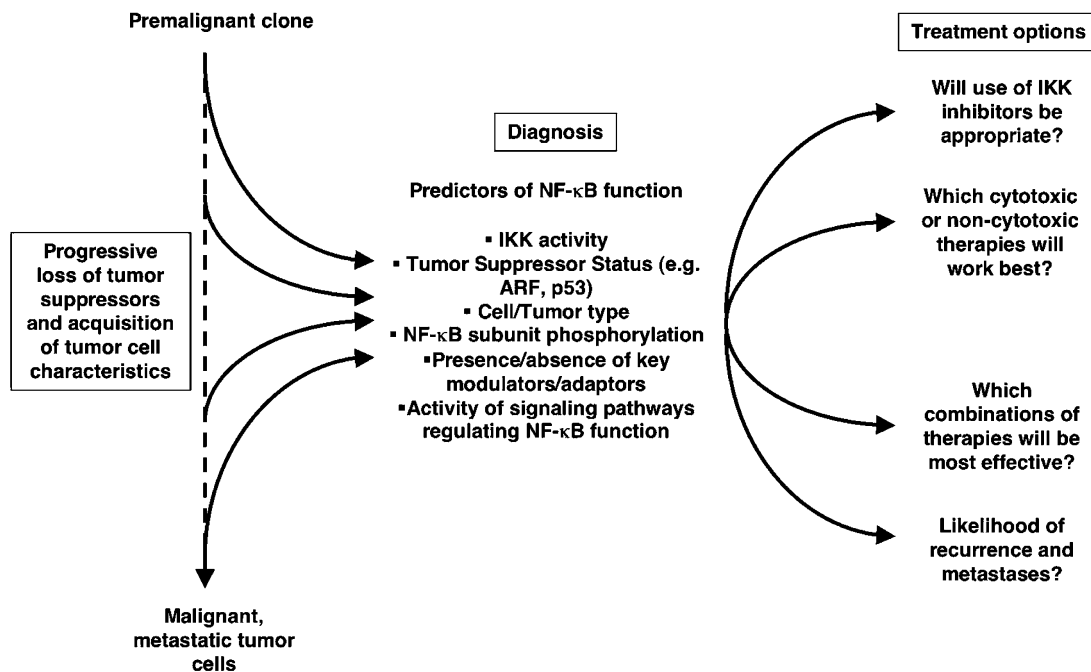 Premalignant clone
Progressive
loss of tumor
suppressors
and acquisition
of tumor cell
characteristics
Malignant,
metastatic tumor
cells
Diagnosis
Predictors of NF-κB function
▪ IKK activity
▪ Tumor Suppressor Status (e.g.
ARF, p53)
▪ Cell/Tumor type
▪ NF-κB subunit phosphorylation
▪Presence/absence of key
modulators/adaptors
▪Activity of signaling pathways
regulating NF-κB function
Treatment options
Will use of IKK
inhibitors be
appropriate?
Which cytotoxic
or non-cytotoxic
therapies will
work best?
Which
combinations of
therapies will be
most effective?
Likelihood of
recurrence and
metastases?